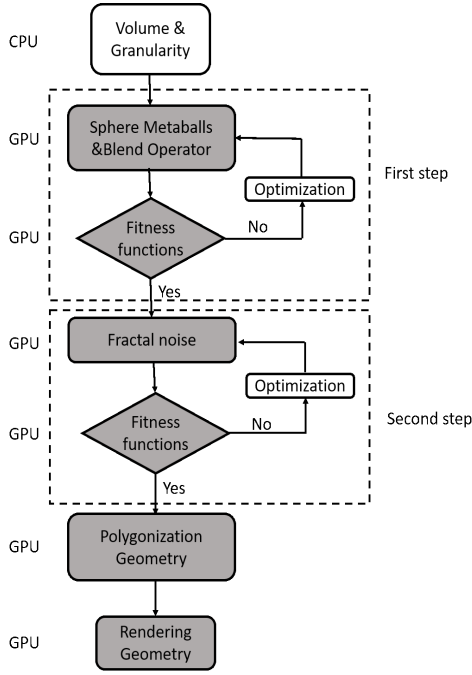 CPU
Volume &
Granularity
GPU
Sphere Metaballs
&Blend Operator
Optimization
First step
GPU
Fitness
functions
No
Yes
GPU
Fractal noise
Optimization
Second step
GPU
Fitness
functions
No
Yes
GPU
Polygonization
Geometry
GPU
Rendering
Geometry